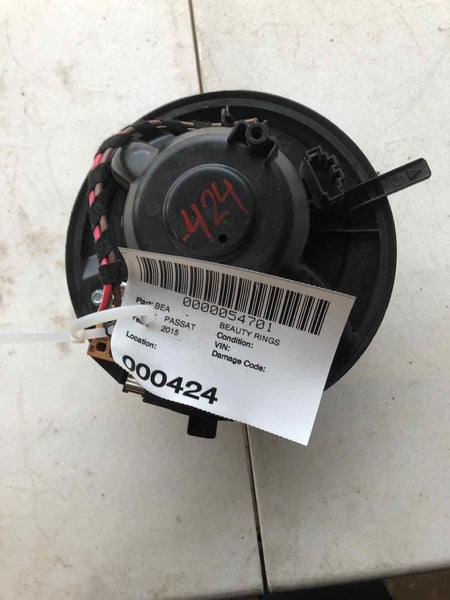 424
0000054701
Part: BEA BEAUTY RINGS
PASSAT Condition:
2015 VIN:
Damage Code:
Location:
000424